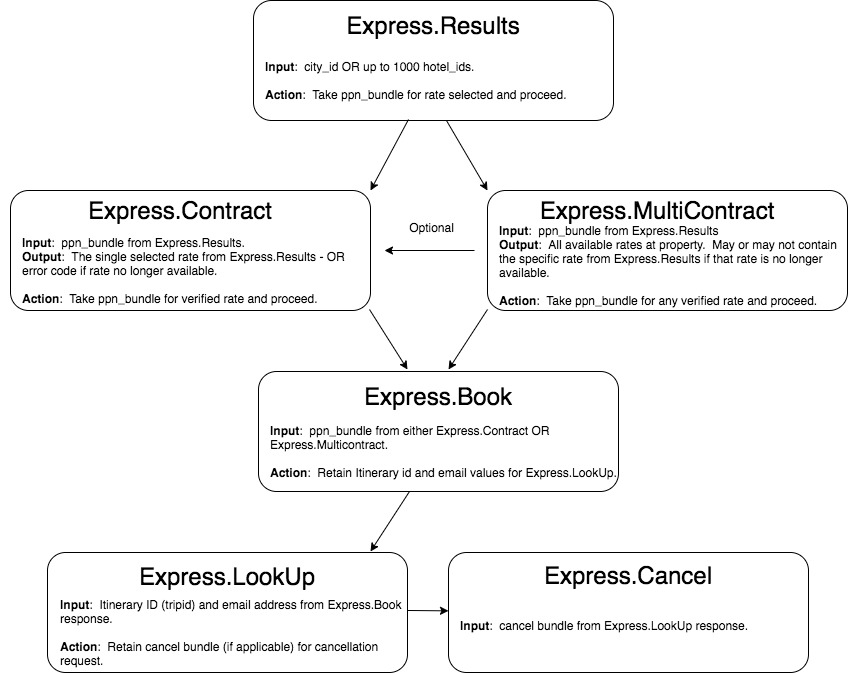 Express.Results
Input:  city_id OR up to 1000 hotel_ids.
Action:  Take ppn_bundle for rate selected and proceed.
Express.Contract
Input:  ppn_bundle from Express.Results.
Output:  The single selected rate from Express.Results - OR
error code if rate no longer available.
Action:  Take ppn_bundle for verified rate and proceed.
Optional
Express.MultiContract
Input:  ppn_bundle from Express.Results
Output:  All available rates at property.  May or may not contain
the specific rate from Express.Results if that rate is no longer
available.
Action:  Take ppn_bundle for any verified rate and proceed.
Express.Book
Input:  ppn_bundle from either Express.Contract OR
Express.Multicontract.
Action:  Retain Itinerary id and email values for Express.LookUp.
Express.LookUp
Input:  Itinerary ID (tripid) and email address from Express.Book
response.
Action:  Retain cancel bundle (if applicable) for cancellation
request.
Express.Cancel
Input:  cancel bundle from Express.LookUp response.